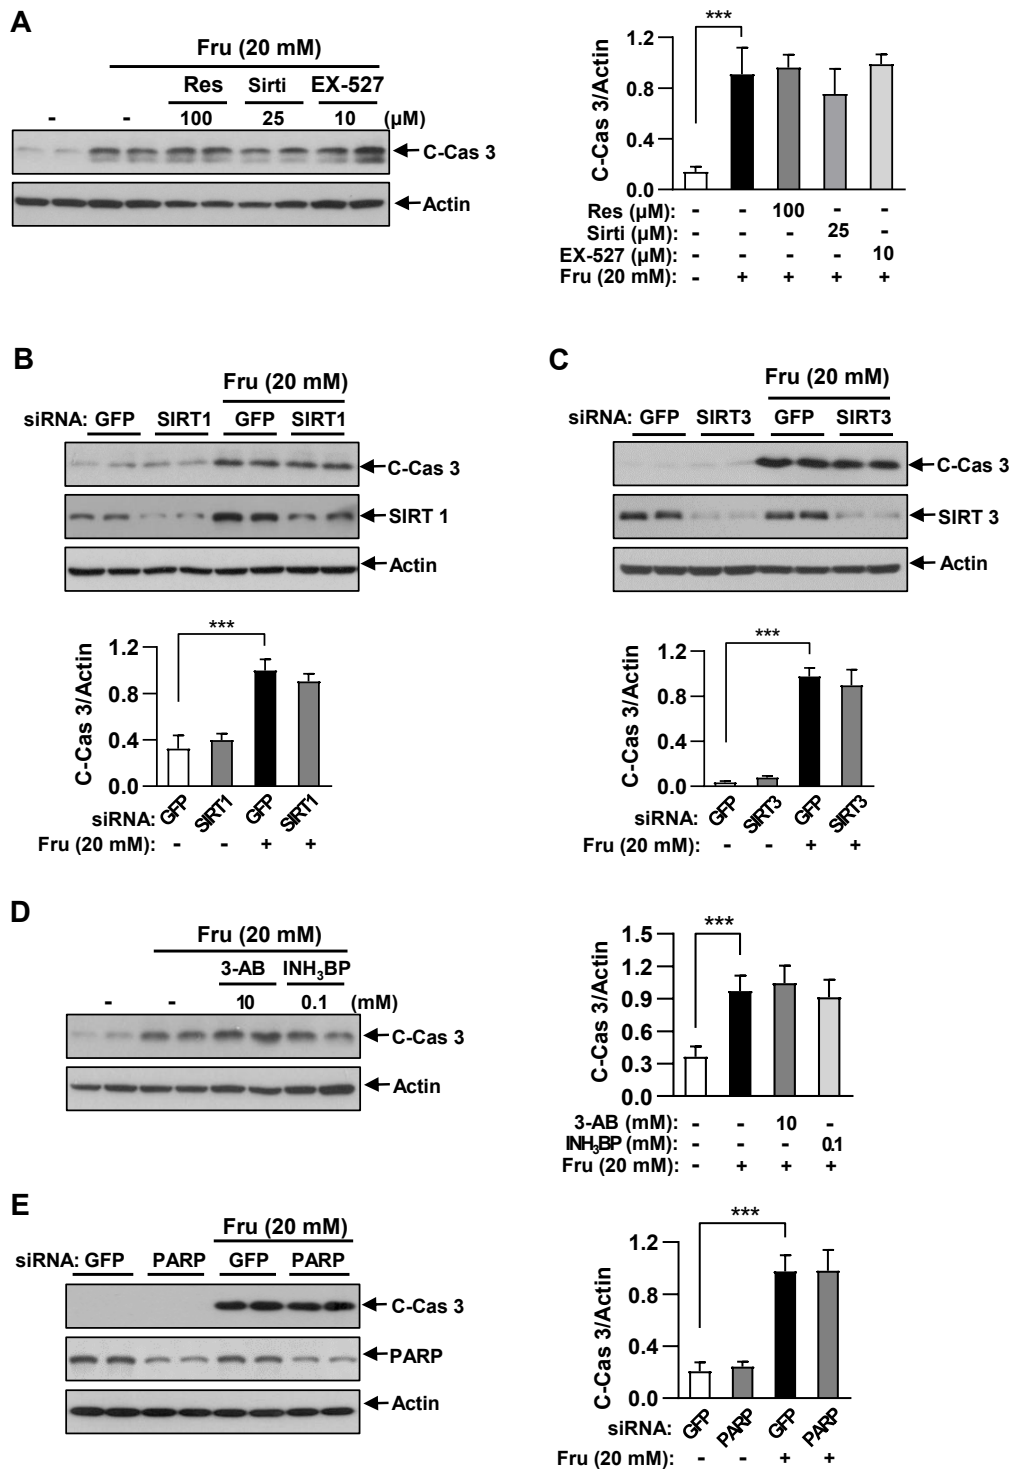 A
Fru (20 mM)
Res Sirti EX-527
- - 100 25 10 (μM)
C-Cas 3
Actin
***
C-Cas 3/Actin
1.2
0.8
0.4
0.0
Res (μM): - - 100 - -
Sirti (μM): - - - 25 -
EX-527 (μM): - - - - 10
Fru (20 mM): - + + + +
B
Fru (20 mM)
siRNA: GFP SIRT1 GFP SIRT1
C-Cas 3
SIRT 1
Actin
***
C-Cas 3/Actin
1.2
0.8
0.4
0.0
siRNA: GFP SIRT1 GFP SIRT1
Fru (20 mM): - - + +
C
Fru (20 mM)
siRNA: GFP SIRT3 GFP SIRT3
C-Cas 3
SIRT 3
Actin
***
C-Cas 3/Actin
1.2
0.8
0.4
0.0
siRNA: GFP SIRT3 GFP SIRT3
Fru (20 mM): - - + +
D
Fru (20 mM)
3-AB INH₃BP
- - 10 0.1 (mM)
C-Cas 3
Actin
***
C-Cas 3/Actin
1.5
1.2
0.9
0.6
0.3
0.0
3-AB (mM): - - 10 -
INH₃BP (mM): - - - 0.1
Fru (20 mM): - + + +
E
Fru (20 mM)
siRNA: GFP PARP GFP PARP
C-Cas 3
PARP
Actin
***
C-Cas 3/Actin
1.2
0.8
0.4
0.0
siRNA: GFP PARP GFP PARP
Fru (20 mM): - - + +